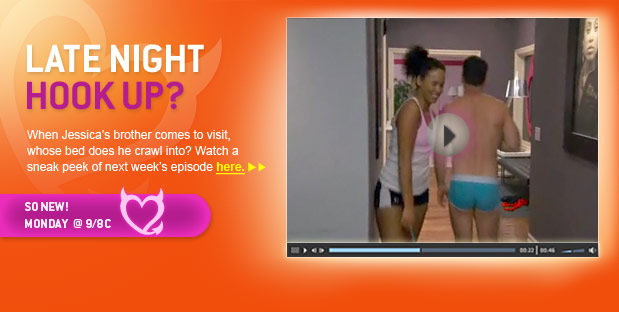 LATE NIGHT
HOOK UP?
When Jessica's brother comes to visit,
whose bed does he crawl into? Watch a
sneak peek of next week's episode here.
SO NEW!
MONDAY @ 9/8C
00:22 00:46